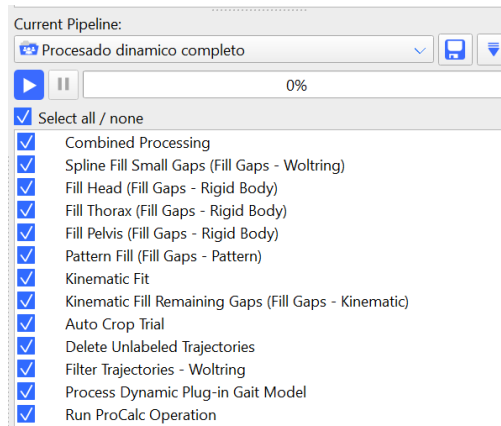 Current Pipeline:
Procesado dinamico completo
0%
Select all / none
Combined Processing
Spline Fill Small Gaps (Fill Gaps - Woltring)
Fill Head (Fill Gaps - Rigid Body)
Fill Thorax (Fill Gaps - Rigid Body)
Fill Pelvis (Fill Gaps - Rigid Body)
Pattern Fill (Fill Gaps - Pattern)
Kinematic Fit
Kinematic Fill Remaining Gaps (Fill Gaps - Kinematic)
Auto Crop Trial
Delete Unlabeled Trajectories
Filter Trajectories - Woltring
Process Dynamic Plug-in Gait Model
Run ProCalc Operation